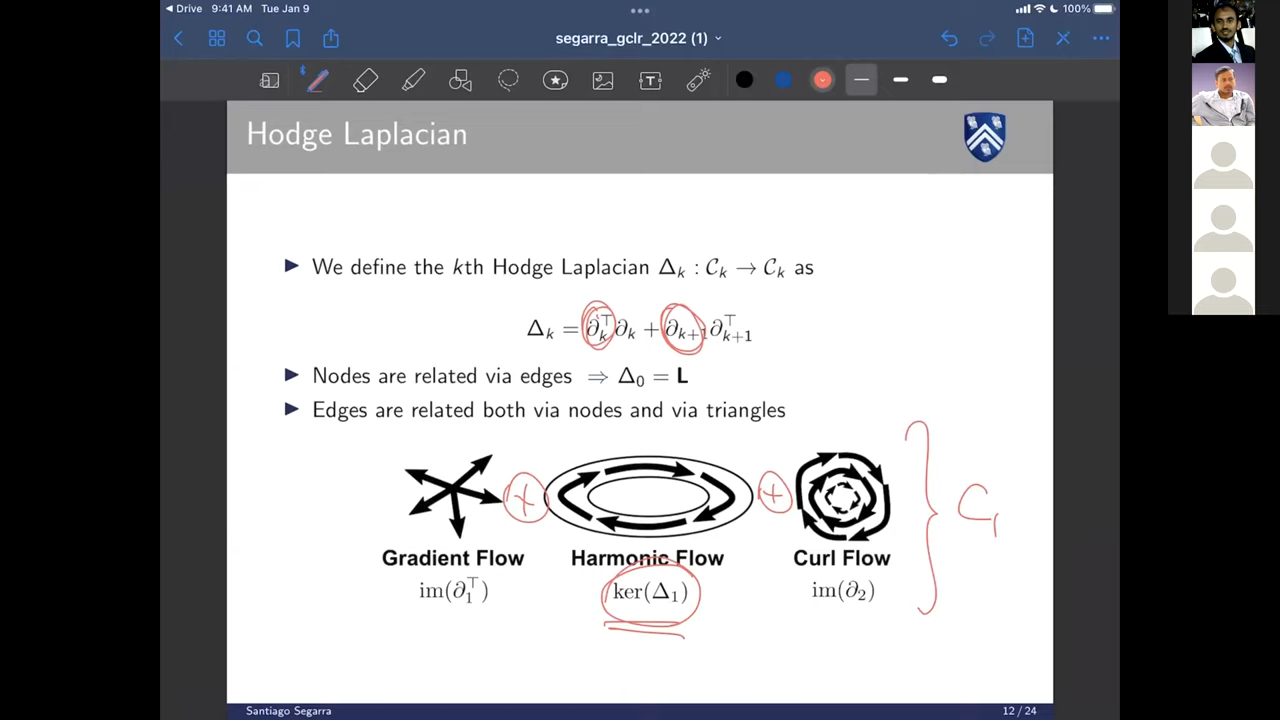 Drive 9:41 AM Tue Jan 9 100%
segarra_gclr_2022 (1)
T
Hodge Laplacian
We define the kth Hodge Laplacian Δ_k : C_k → C_k as
Δ_k = ∂_k^⊤ ∂_k + ∂_{k+1} ∂_{k+1}^⊤
Nodes are related via edges ⇒ Δ_0 = L
Edges are related both via nodes and via triangles
+ + C_1
Gradient Flow Harmonic Flow Curl Flow
im(∂_1^⊤) ker(Δ_1) im(∂_2)
Santiago Segarra 12 / 24